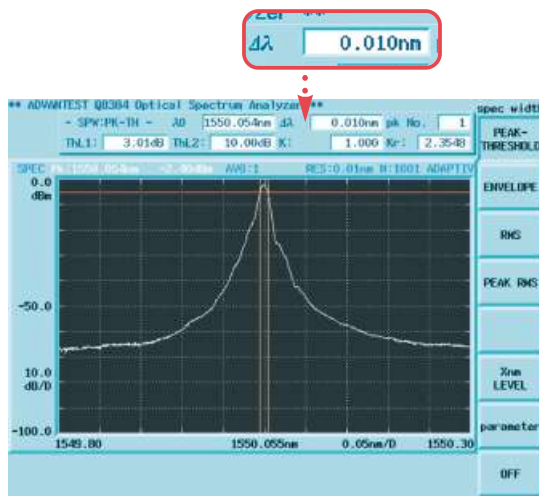 Δλ 0.010nm
** ADVANTEST Q8384 Optical Spectrum Analyzer **
- SPW:PK-TH - λ0 1550.054nm Δλ 0.010nm pk No. 1
ThL1: 3.01dB ThL2: 10.00dB K: 1.000 Kr: 2.3548
SPEC AVG:1 RES:0.01nm N:1001 ADAPTIV
spec width
PEAK-
THRESHOLD
ENVELOPE
RMS
PEAK RMS
Xnm
LEVEL
parameter
OFF
0.0
dBm
-50.0
10.0
dB/D
-100.0
1549.80 1550.055nm 0.05nm/D 1550.30